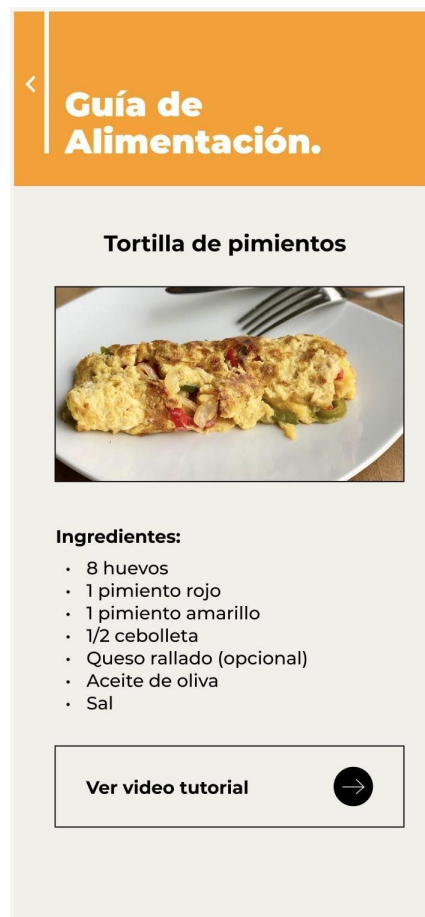 Guía de
Alimentación.
Tortilla de pimientos
Ingredientes:
• 8 huevos
• 1 pimiento rojo
• 1 pimiento amarillo
• 1/2 cebolleta
• Queso rallado (opcional)
• Aceite de oliva
• Sal
Ver video tutorial